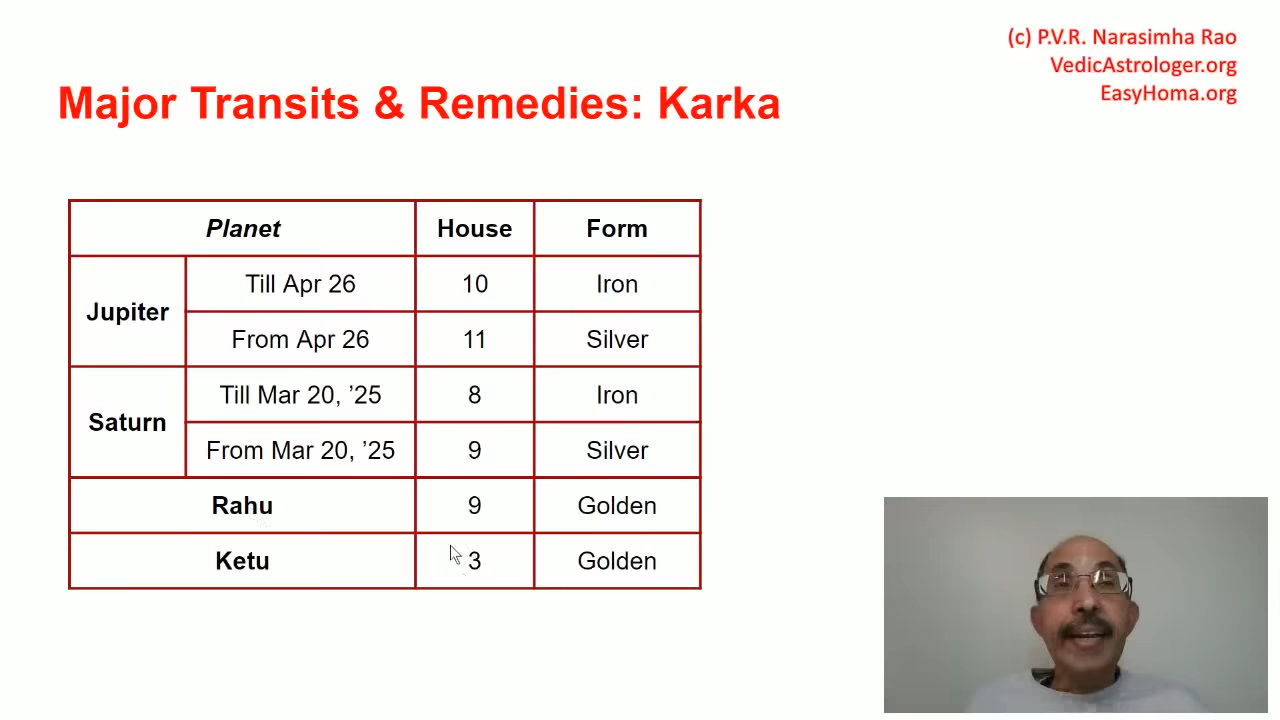 (c) P.V.R. Narasimha Rao
VedicAstrologer.org
EasyHoma.org
Major Transits & Remedies: Karka
Planet House Form
Jupiter Till Apr 26 10 Iron
From Apr 26 11 Silver
Saturn Till Mar 20, ’25 8 Iron
From Mar 20, ’25 9 Silver
Rahu 9 Golden
Ketu 3 Golden